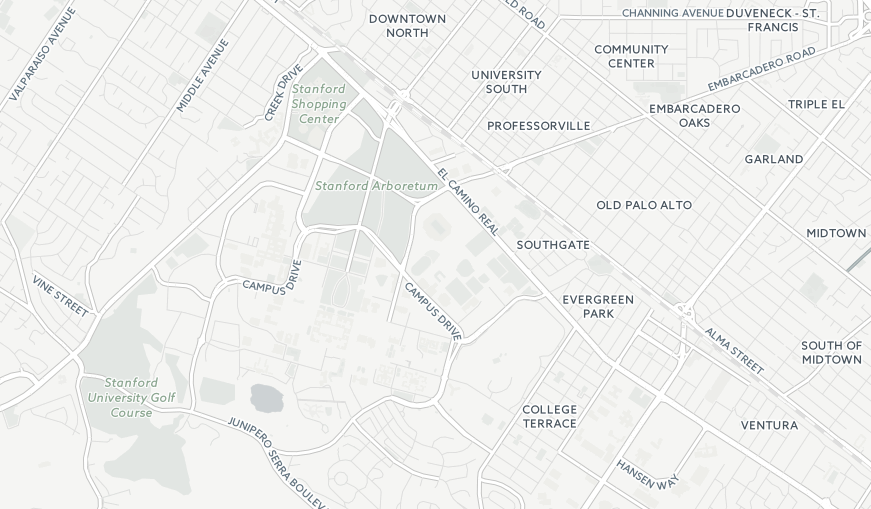 OLD ROAD
CHANNING AVENUE
DUVENECK - ST.
FRANCIS
DOWNTOWN
NORTH
VALPARAISO AVENUE
MIDDLE AVENUE
COMMUNITY
CENTER
EMBARCADERO ROAD
UNIVERSITY
SOUTH
CREEK DRIVE
Stanford
Shopping
Center
EMBARCADERO
OAKS
TRIPLE EL
PROFESSORVILLE
GARLAND
Stanford Arboretum
EL CAMINO REAL
OLD PALO ALTO
MIDTOWN
SOUTHGATE
VINE STREET
CAMPUS DRIVE
CAMPUS DRIVE
EVERGREEN
PARK
ALMA STREET
SOUTH OF
MIDTOWN
Stanford
University Golf
Course
COLLEGE
TERRACE
VENTURA
JUNIPERO SERRA BOULEV
HANSEN WAY